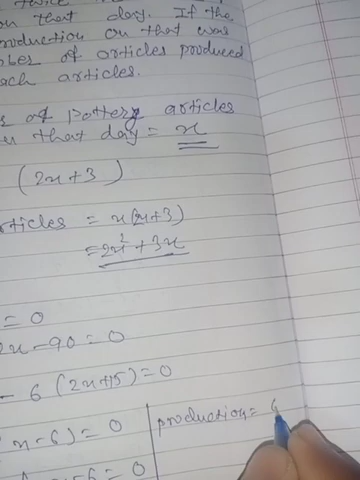 twice
on that day. If the
production on that was
number of articles produced
each articles.
of pottery articles
on that day = x
(2x+3)
articles = x(2x+3)
= 2x² + 3x
= 0
2x-90=0
- 6 (2x+15)=0
x-6)=0
x-6=0
production= 6